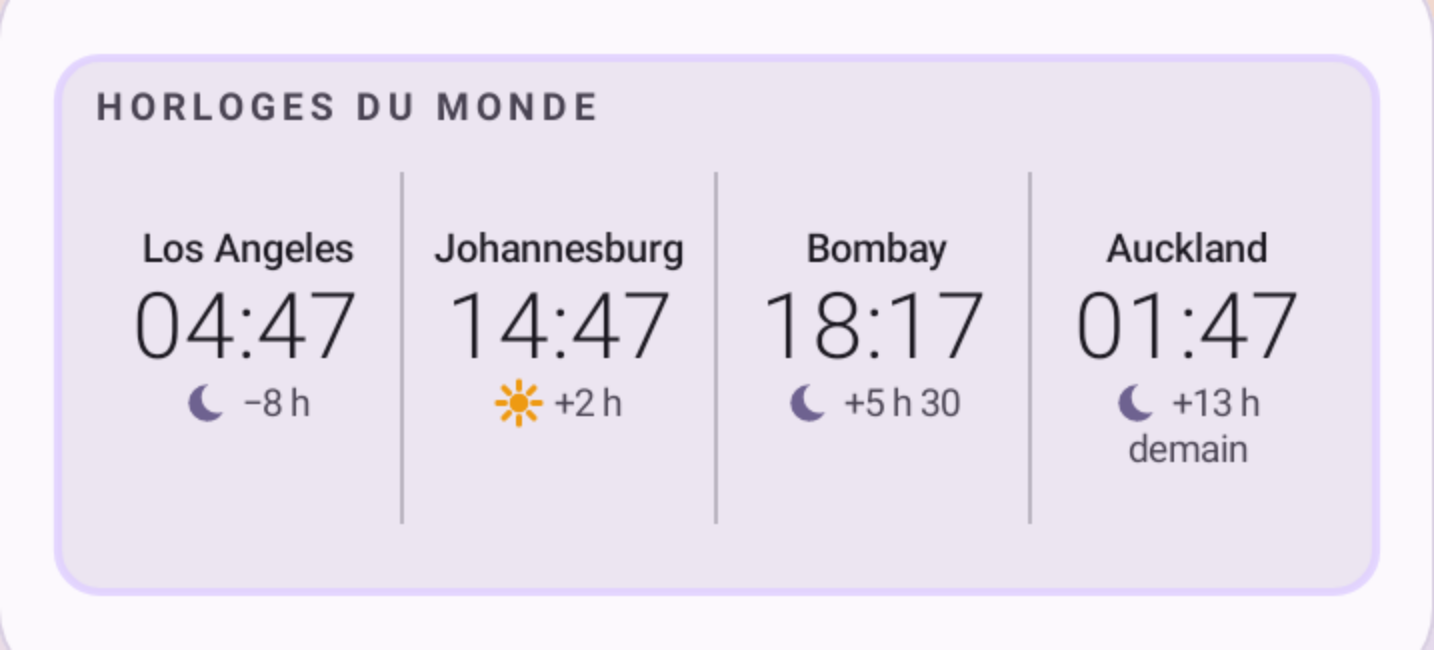 HORLOGES DU MONDE
Los Angeles
04:47
−8 h
Johannesburg
14:47
+2 h
Bombay
18:17
+5 h 30
Auckland
01:47
+13 h
demain